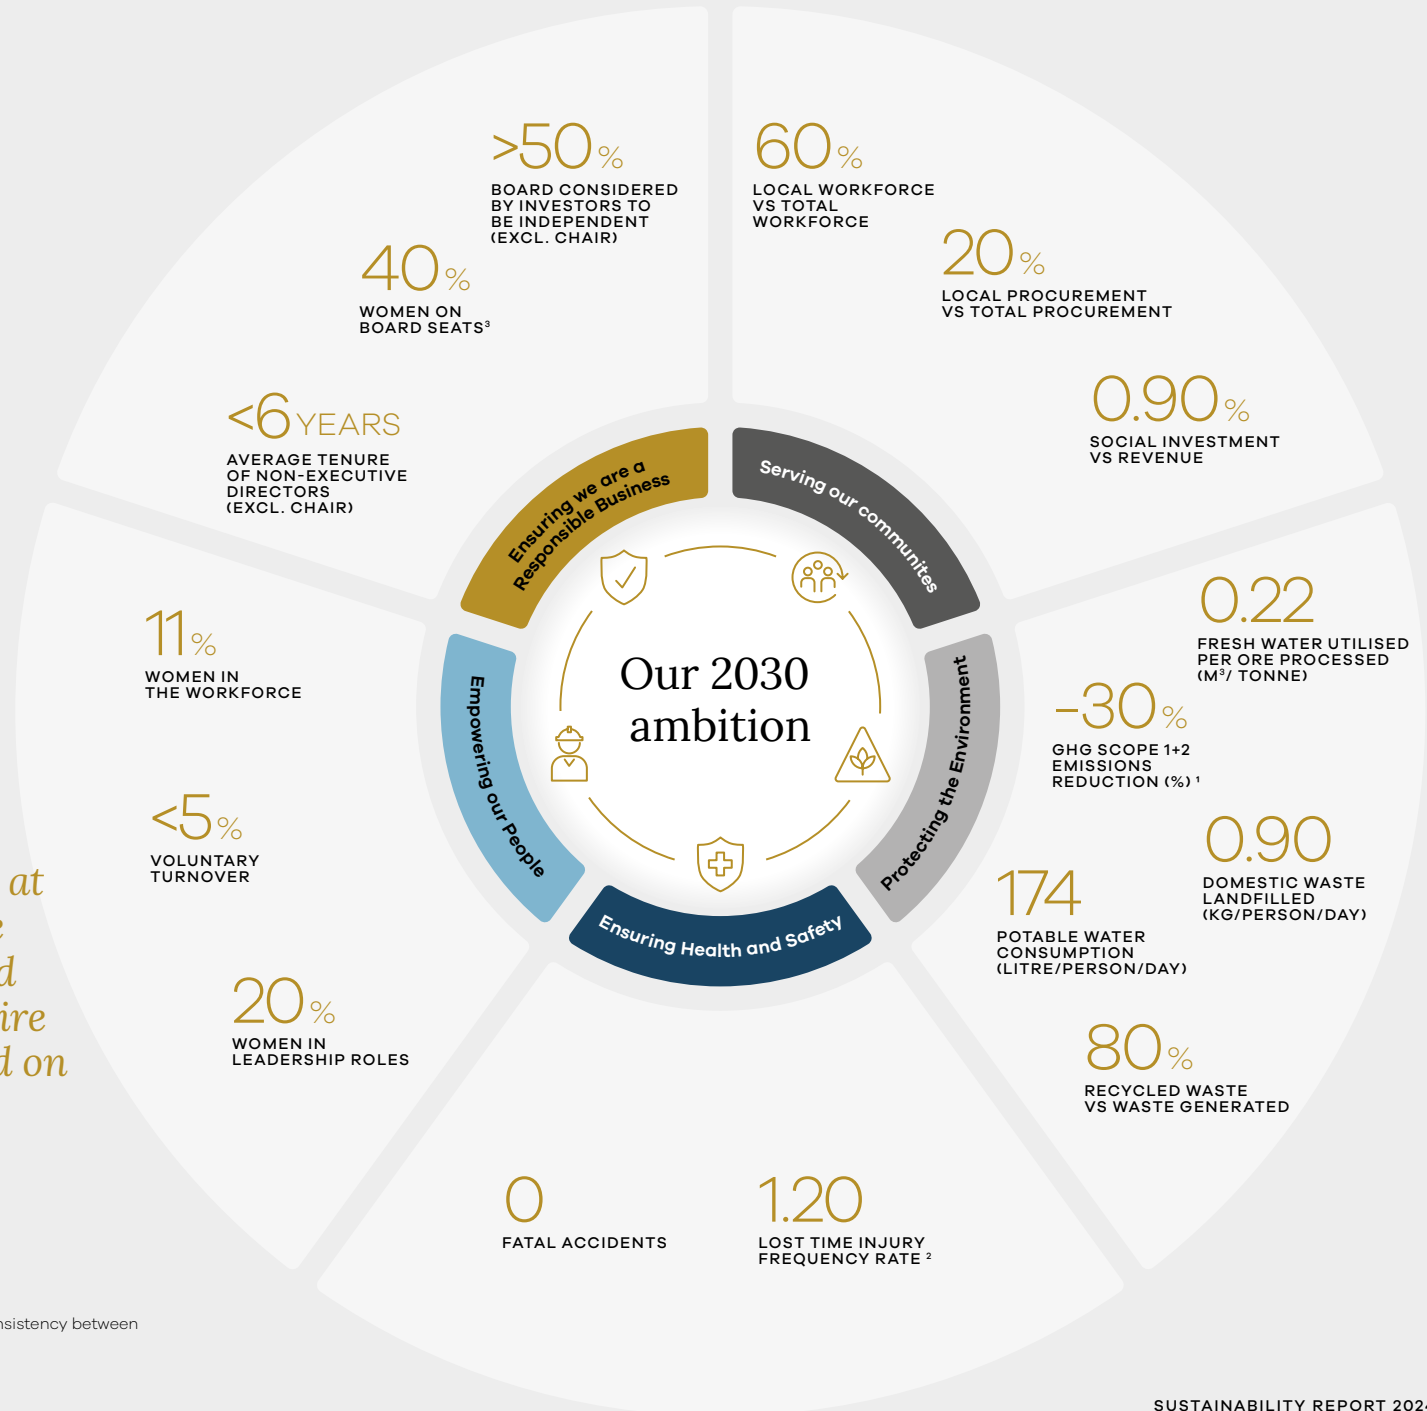 >50%
BOARD CONSIDERED
BY INVESTORS TO
BE INDEPENDENT
(EXCL. CHAIR)
40%
WOMEN ON
BOARD SEATS³
<6 YEARS
AVERAGE TENURE
OF NON-EXECUTIVE
DIRECTORS
(EXCL. CHAIR)
60%
LOCAL WORKFORCE
VS TOTAL
WORKFORCE
20%
LOCAL PROCUREMENT
VS TOTAL PROCUREMENT
0.90%
SOCIAL INVESTMENT
VS REVENUE
Ensuring we are a
Responsible Business
Serving our communites
Protecting the Environment
Ensuring Health and Safety
Empowering our People
Our 2030
ambition
0.22
FRESH WATER UTILISED
PER ORE PROCESSED
(M³/ TONNE)
–30%
GHG SCOPE 1+2
EMISSIONS
REDUCTION (%) ¹
0.90
DOMESTIC WASTE
LANDFILLED
(KG/PERSON/DAY)
174
POTABLE WATER
CONSUMPTION
(LITRE/PERSON/DAY)
80%
RECYCLED WASTE
VS WASTE GENERATED
11%
WOMEN IN
THE WORKFORCE
<5%
VOLUNTARY
TURNOVER
20%
WOMEN IN
LEADERSHIP ROLES
0
FATAL ACCIDENTS
1.20
LOST TIME INJURY
FREQUENCY RATE ²
at
on
between
SUSTAINABILITY REPORT